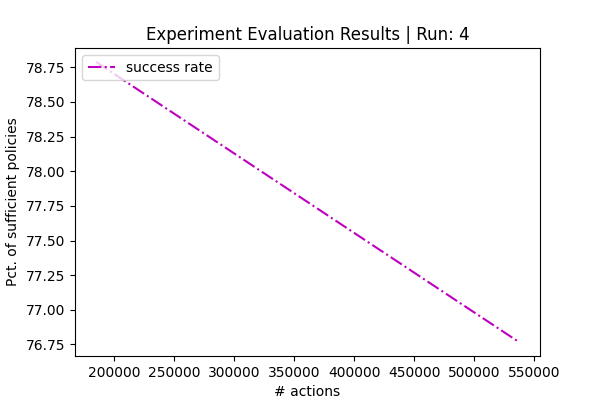 Experiment Evaluation Results | Run: 4
success rate
Pct. of sufficient policies
78.75
78.50
78.25
78.00
77.75
77.50
77.25
77.00
76.75
200000 250000 300000 350000 400000 450000 500000 550000
# actions